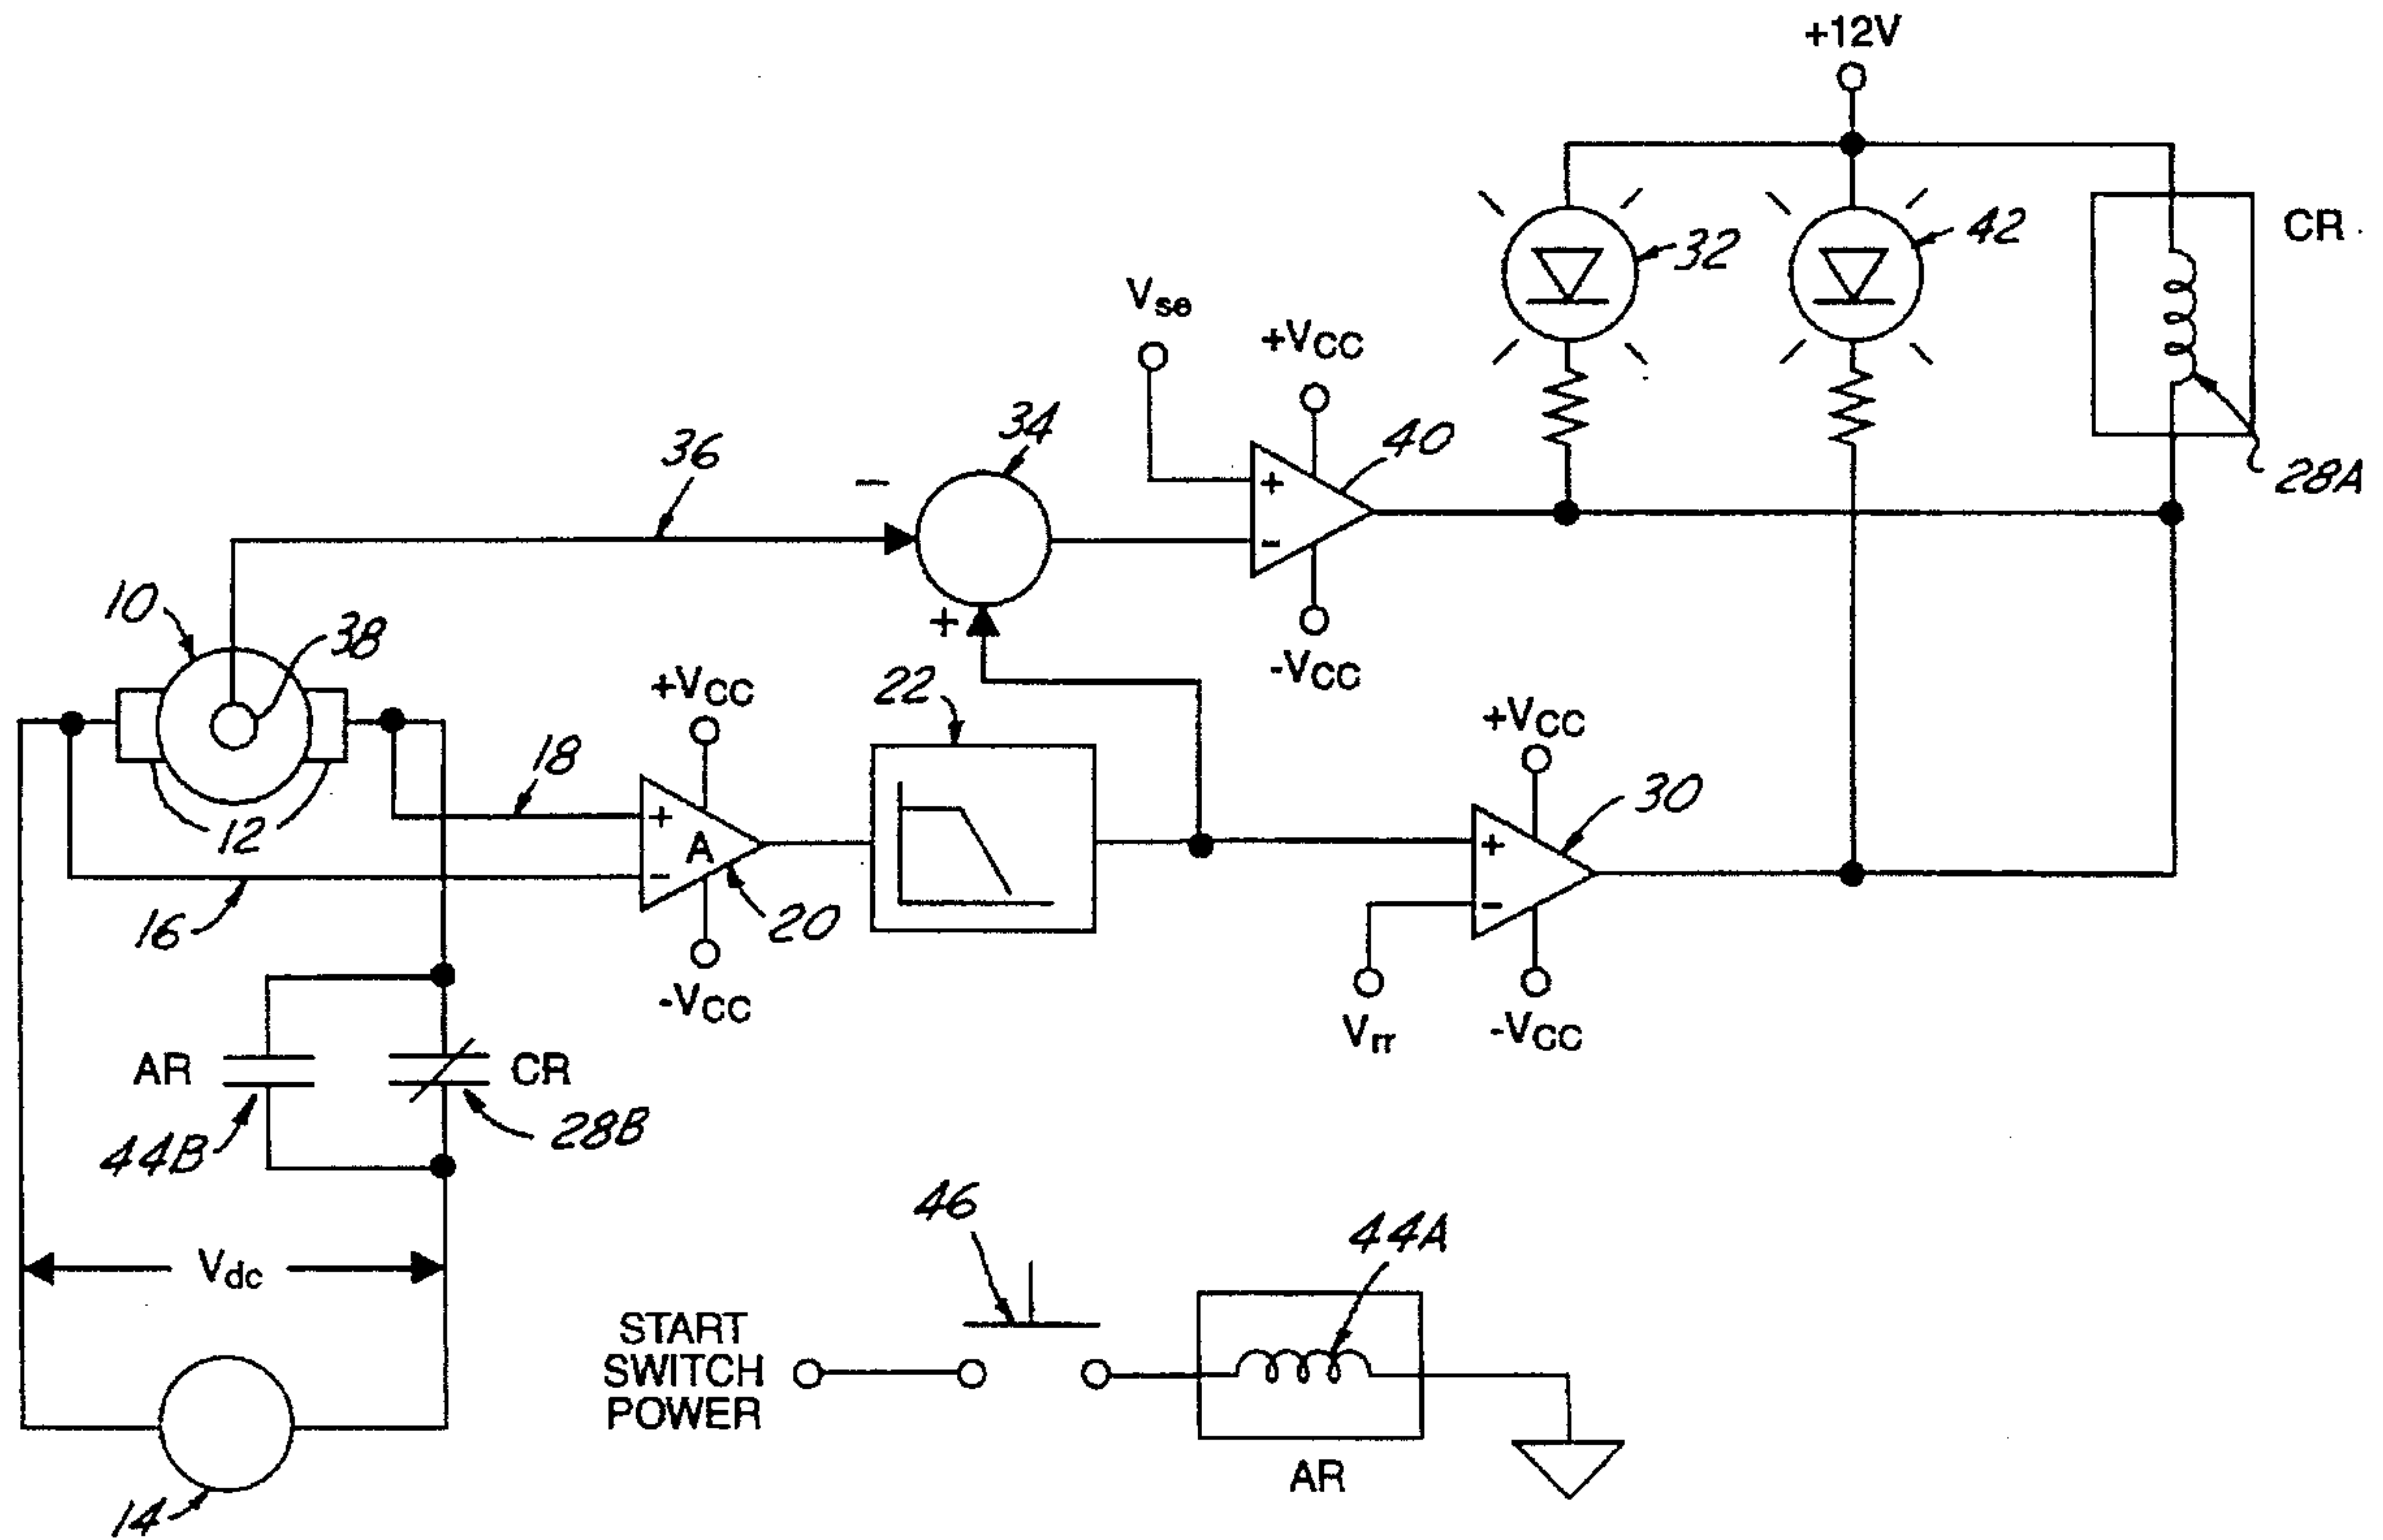 +12V
CR
32
42
28A
Vse
+VCC
40
34
36
-
+
-
+
-VCC
10
38
12
18
16
+VCC
22
+
A
-
20
-VCC
+VCC
30
+
-
Vrr
-VCC
AR
CR
44B
28B
Vdc
46
44A
START
SWITCH
POWER
AR
14